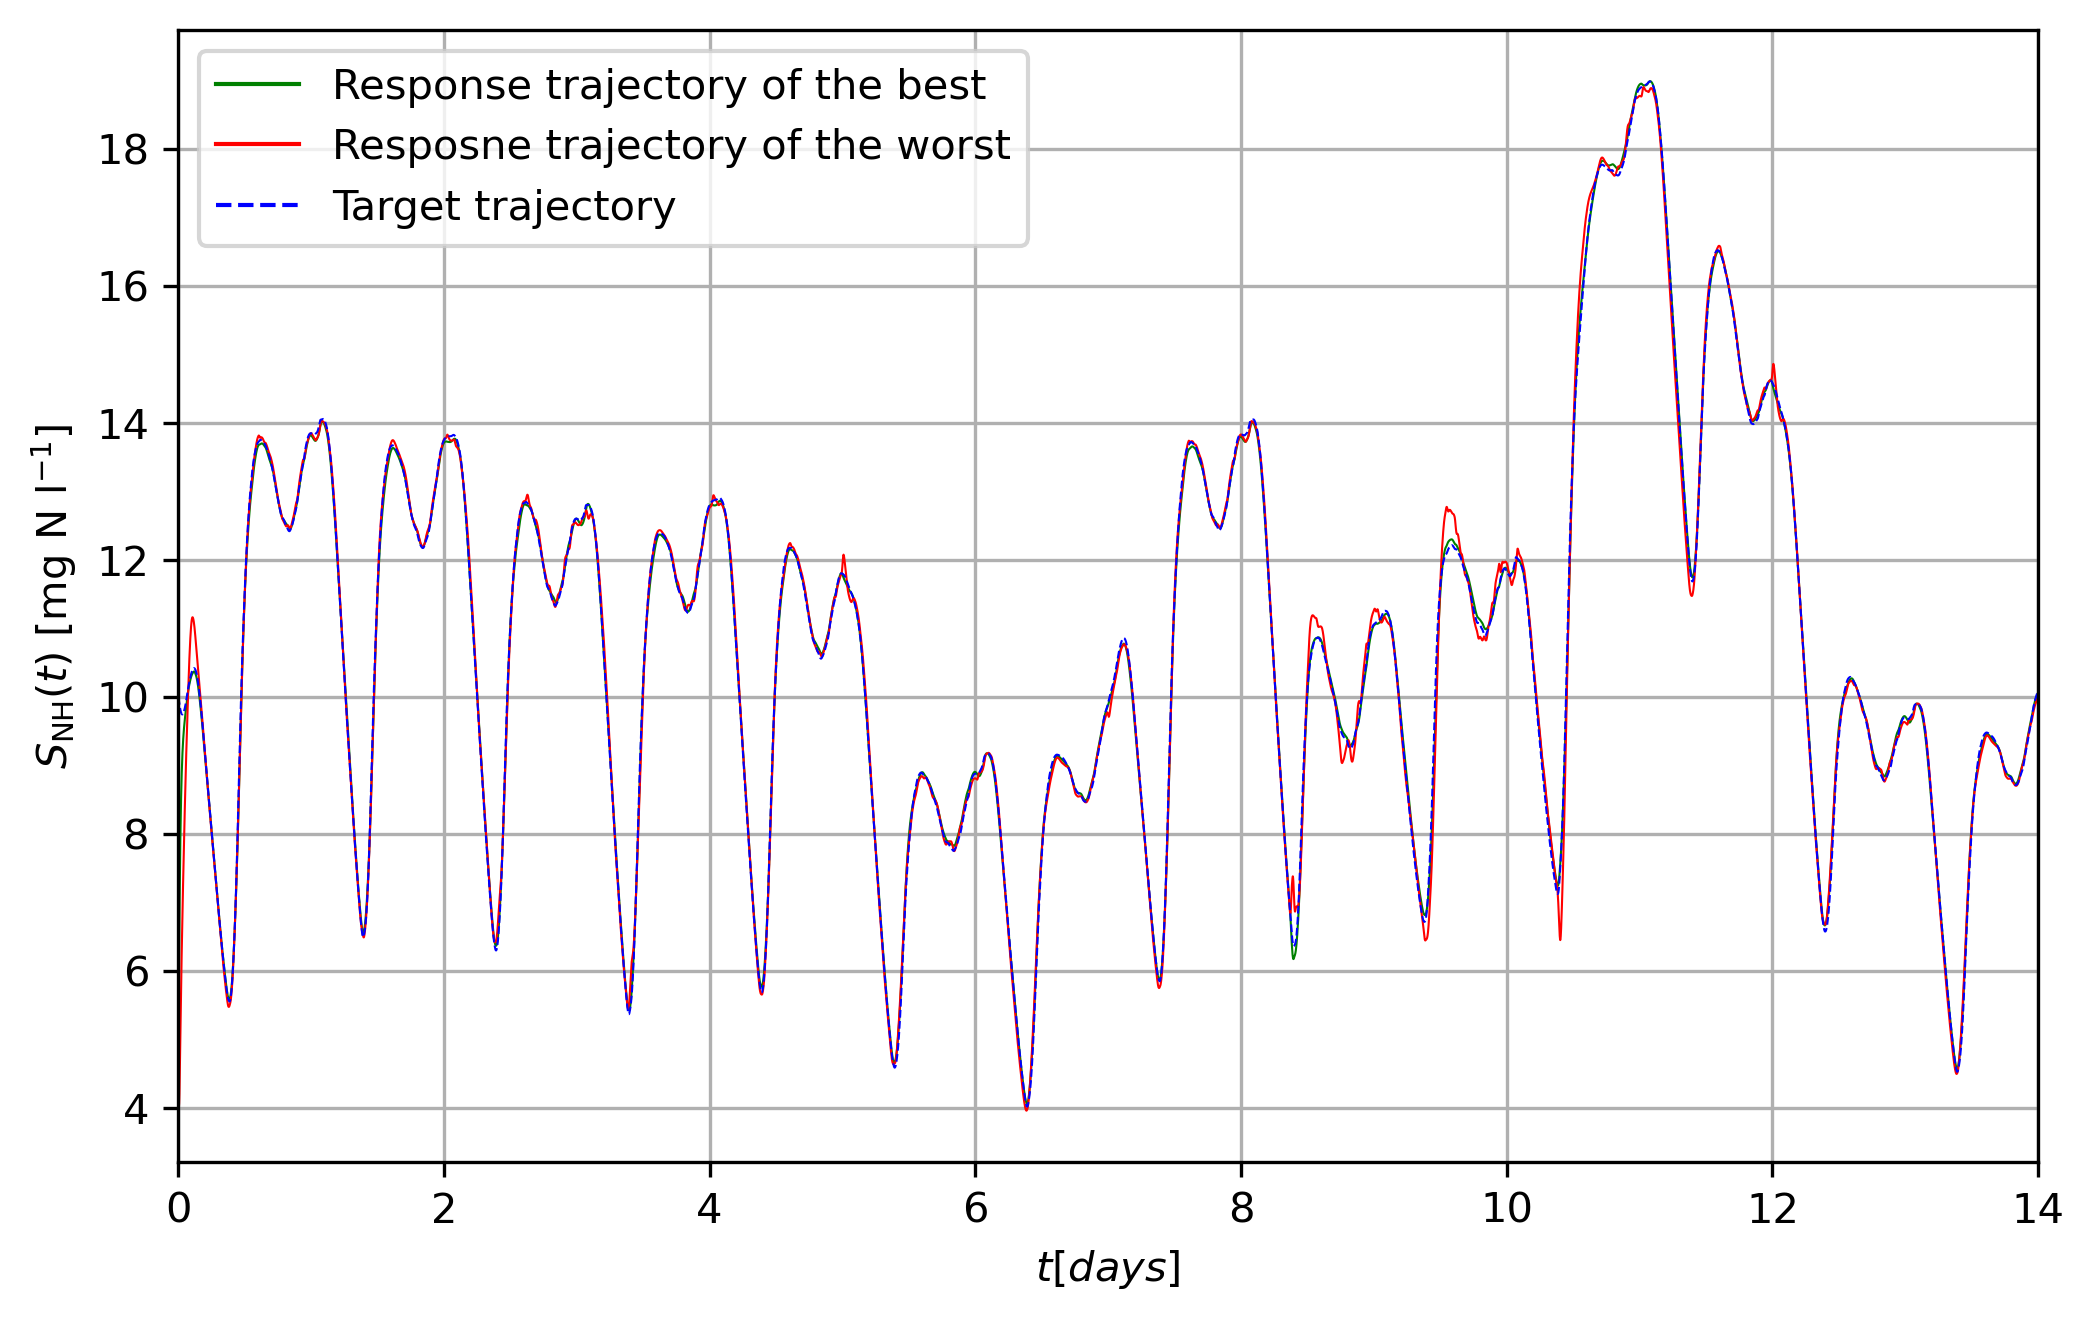 Response trajectory of the best
Resposne trajectory of the worst
Target trajectory
18
16
14
12
10
8
6
4
S_NH(t) [mg N l⁻¹]
0 2 4 6 8 10 12 14
t[days]